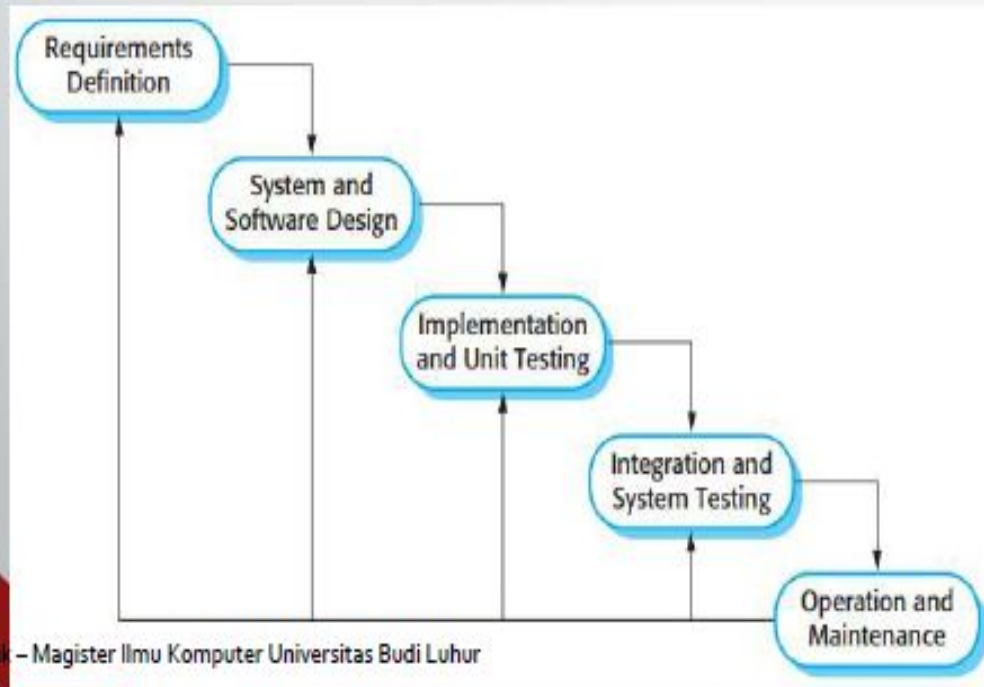 Requirements
Definition
System and
Software Design
Implementation
and Unit Testing
Integration and
System Testing
Operation and
Maintenance
– Magister Ilmu Komputer Universitas Budi Luhur